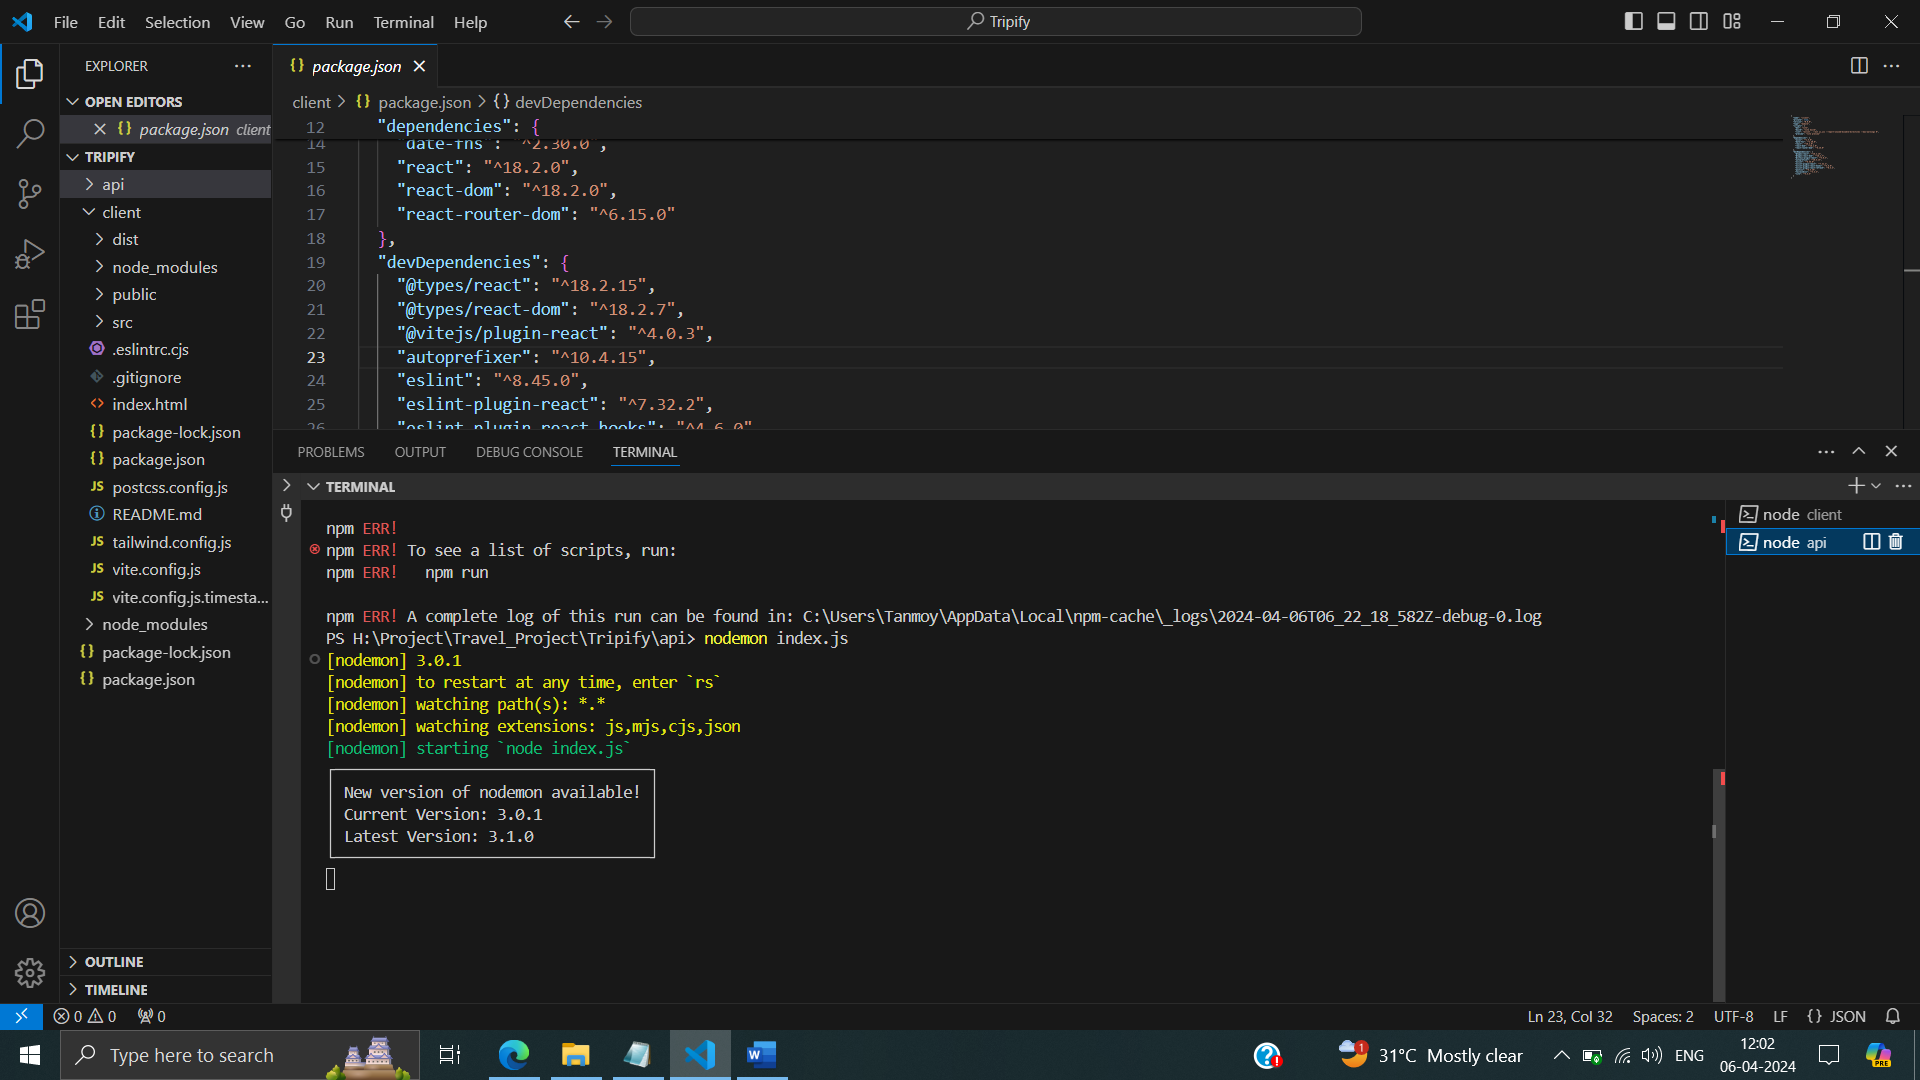 File Edit Selection View Go Run Terminal Help
Tripify
EXPLORER
OPEN EDITORS
package.json client
TRIPIFY
api
client
dist
node_modules
public
src
.eslintrc.cjs
.gitignore
index.html
package-lock.json
package.json
postcss.config.js
README.md
tailwind.config.js
vite.config.js
vite.config.js.timesta...
node_modules
package-lock.json
package.json
OUTLINE
TIMELINE
package.json
client > {} package.json > {} devDependencies
12 "dependencies": {
14 "date-fns": "^2.30.0",
15 "react": "^18.2.0",
16 "react-dom": "^18.2.0",
17 "react-router-dom": "^6.15.0"
18 },
19 "devDependencies": {
20 "@types/react": "^18.2.15",
21 "@types/react-dom": "^18.2.7",
22 "@vitejs/plugin-react": "^4.0.3",
23 "autoprefixer": "^10.4.15",
24 "eslint": "^8.45.0",
25 "eslint-plugin-react": "^7.32.2",
26 "eslint-plugin-react-hooks": "^4.6.0",
PROBLEMS OUTPUT DEBUG CONSOLE TERMINAL
TERMINAL
npm ERR!
npm ERR! To see a list of scripts, run:
npm ERR!   npm run
npm ERR! A complete log of this run can be found in: C:\Users\Tanmoy\AppData\Local\npm-cache\_logs\2024-04-06T06_22_18_582Z-debug-0.log
PS H:\Project\Travel_Project\Tripify\api> nodemon index.js
[nodemon] 3.0.1
[nodemon] to restart at any time, enter `rs`
[nodemon] watching path(s): *.*
[nodemon] watching extensions: js,mjs,cjs,json
[nodemon] starting `node index.js`
New version of nodemon available!
Current Version: 3.0.1
Latest Version: 3.1.0
node client
node api
0 0 0
Ln 23, Col 32 Spaces: 2 UTF-8 LF {} JSON
Type here to search
31°C Mostly clear
ENG
12:02
06-04-2024